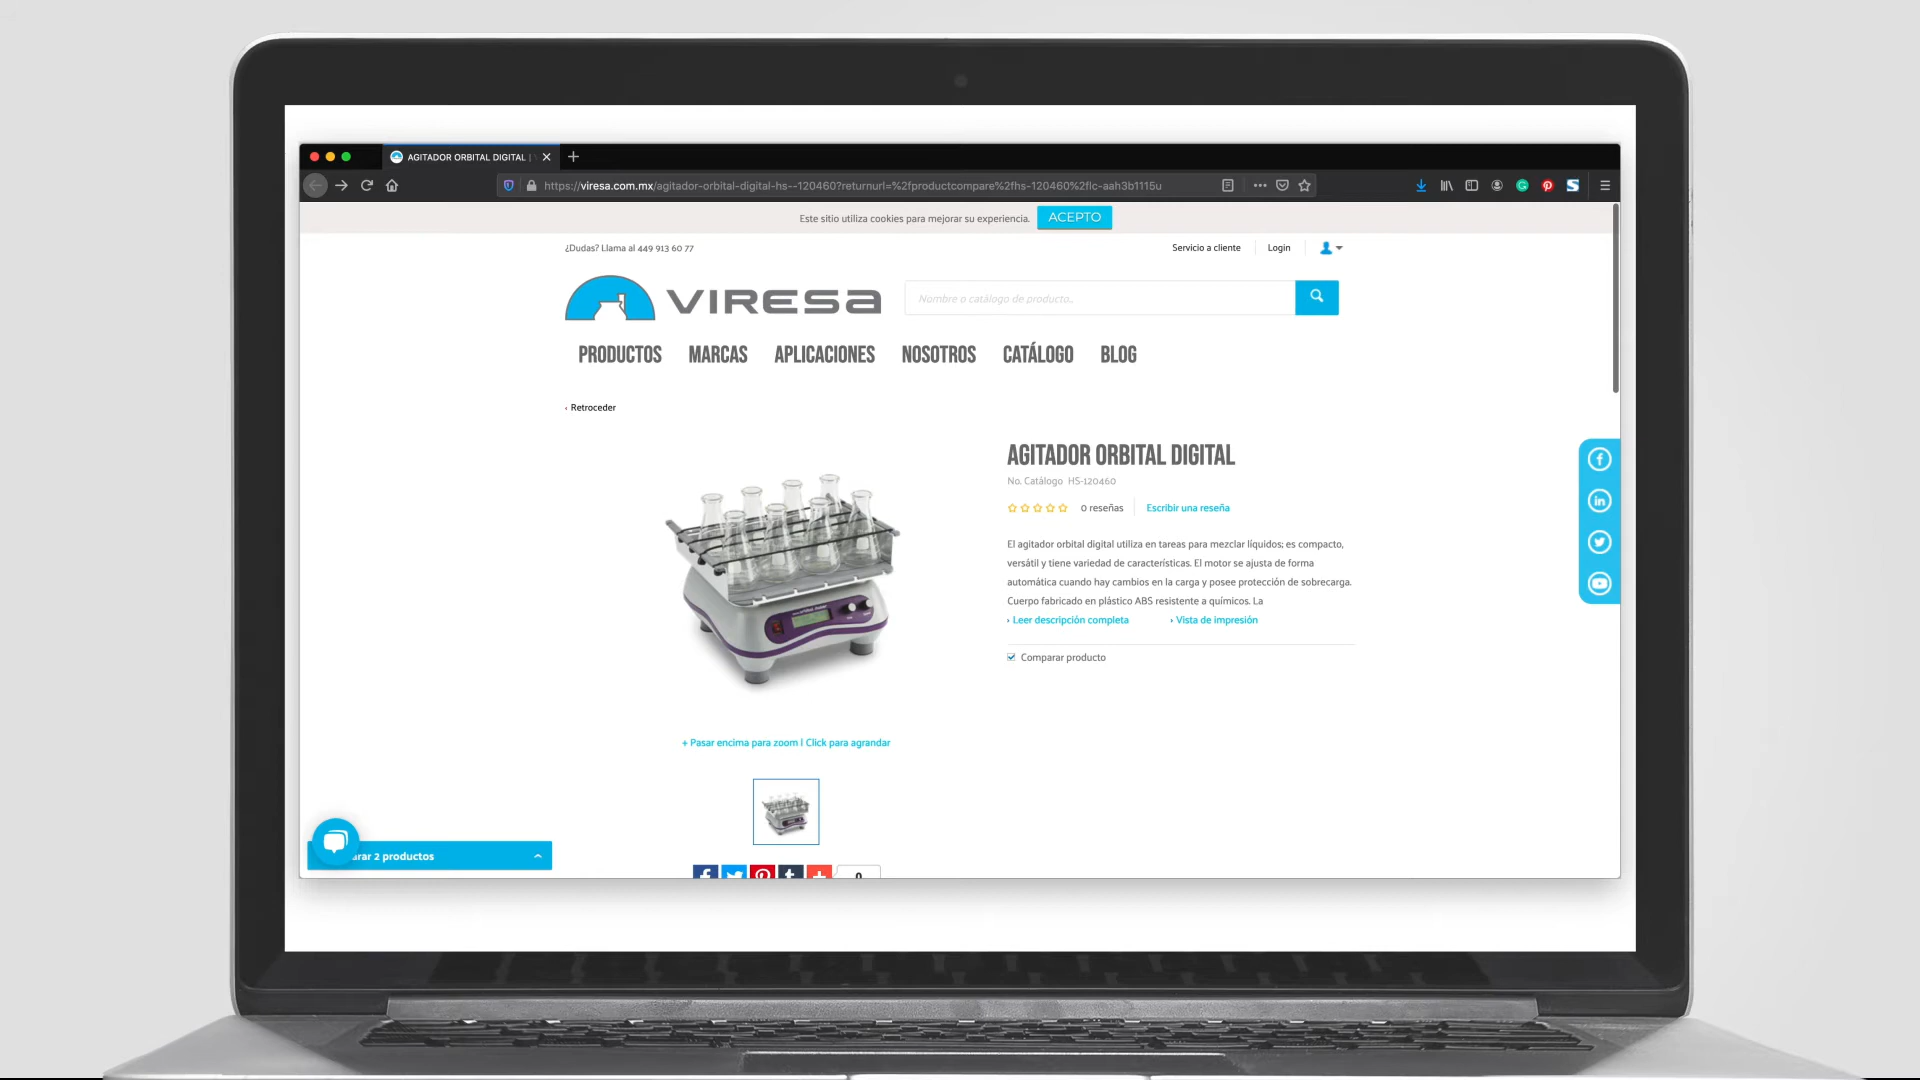 AGITADOR ORBITAL DIGITAL |
https://viresa.com.mx/agitador-orbital-digital-hs--120460?returnurl=%2fproductcompare%2fhs-120460%2flc-aah3b1115u
Este sitio utiliza cookies para mejorar su experiencia. ACEPTO
¿Dudas? Llama al 449 913 60 77
Servicio a cliente Login
VIRESA
Nombre o catálogo de producto..
PRODUCTOS MARCAS APLICACIONES NOSOTROS CATÁLOGO BLOG
‹ Retroceder
AGITADOR ORBITAL DIGITAL
No. Catálogo HS-120460
0 reseñas Escribir una reseña
El agitador orbital digital utiliza en tareas para mezclar líquidos; es compacto,
versátil y tiene variedad de características. El motor se ajusta de forma
automática cuando hay cambios en la carga y posee protección de sobrecarga.
Cuerpo fabricado en plástico ABS resistente a químicos. La
› Leer descripción completa › Vista de impresión
Comparar producto
+ Pasar encima para zoom | Click para agrandar
arar 2 productos
0